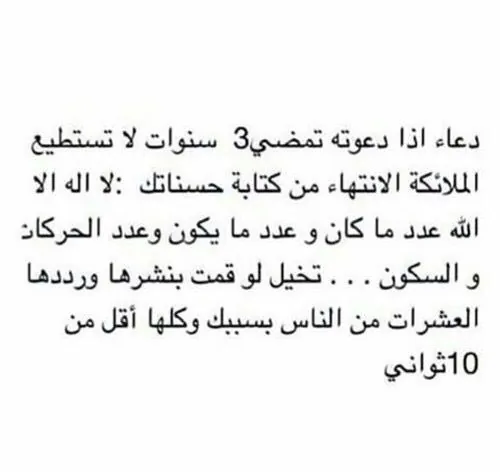 دعاء اذا دعوته تمضي3 سنوات لا تستطيع
الملائكة الانتهاء من كتابة حسناتك :لا اله الا
الله عدد ما كان و عدد ما يكون وعدد الحركات
و السكون . . . تخيل لو قمت بنشرها ورددها
العشرات من الناس بسببك وكلها أقل من
10ثواني